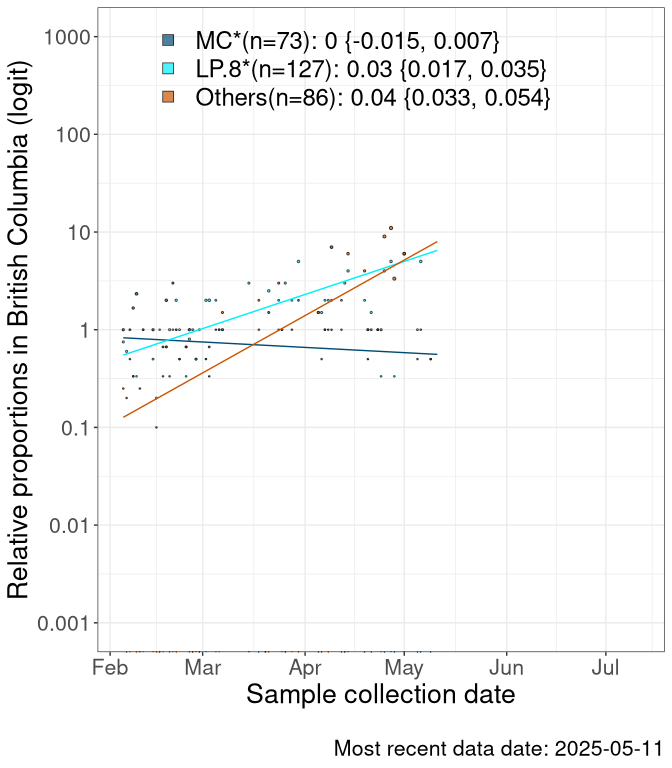 MC*(n=73): 0 {-0.015, 0.007}
LP.8*(n=127): 0.03 {0.017, 0.035}
Others(n=86): 0.04 {0.033, 0.054}
Relative proportions in British Columbia (logit)
1000
100
10
1
0.1
0.01
0.001
Feb Mar Apr May Jun Jul
Sample collection date
Most recent data date: 2025-05-11